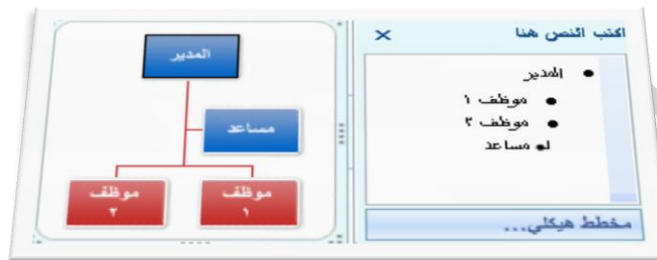 اكتب النص هنا
المدير
موظف ١
موظف ٢
مساعد
مخطط هيكلي...
المدير
مساعد
موظف
١
موظف
٢